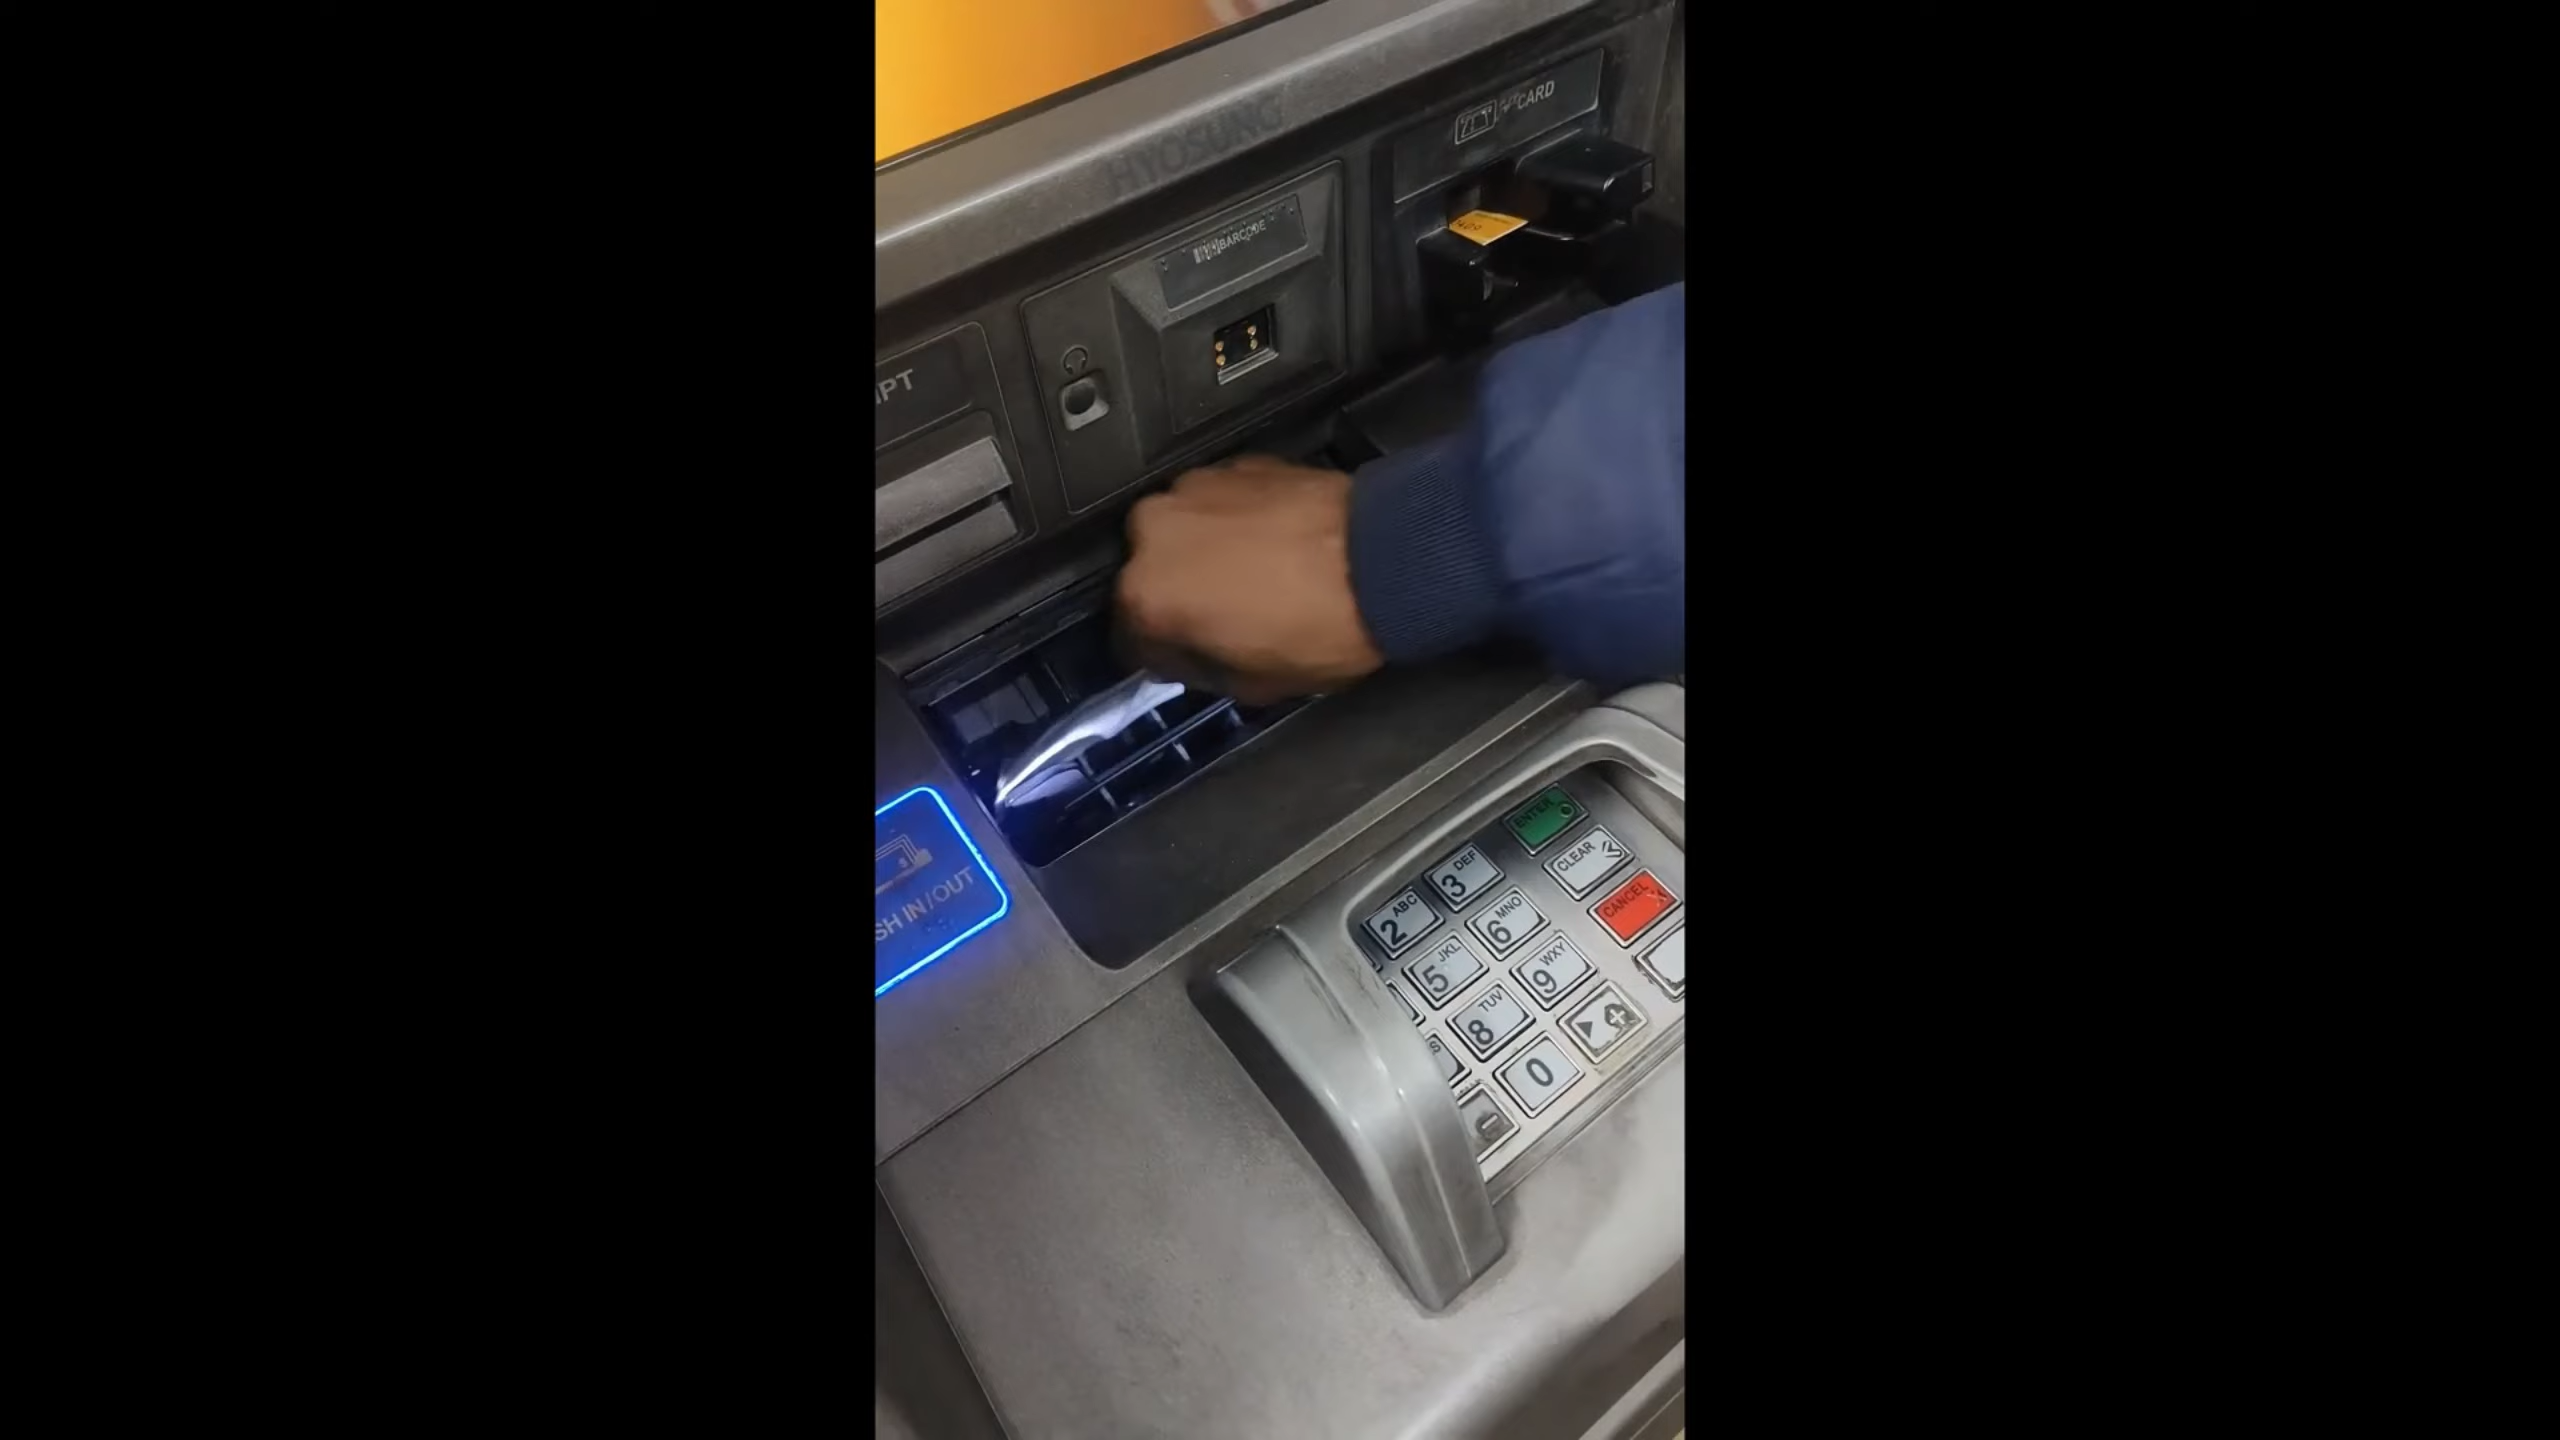 HYOSUNG
CARD
BARCODE
IPT
SH IN/OUT
ENTER
CLEAR
CANCEL
3 DEF
2 ABC
6 MNO
5 JKL
9 WXY
8 TUV
0
S